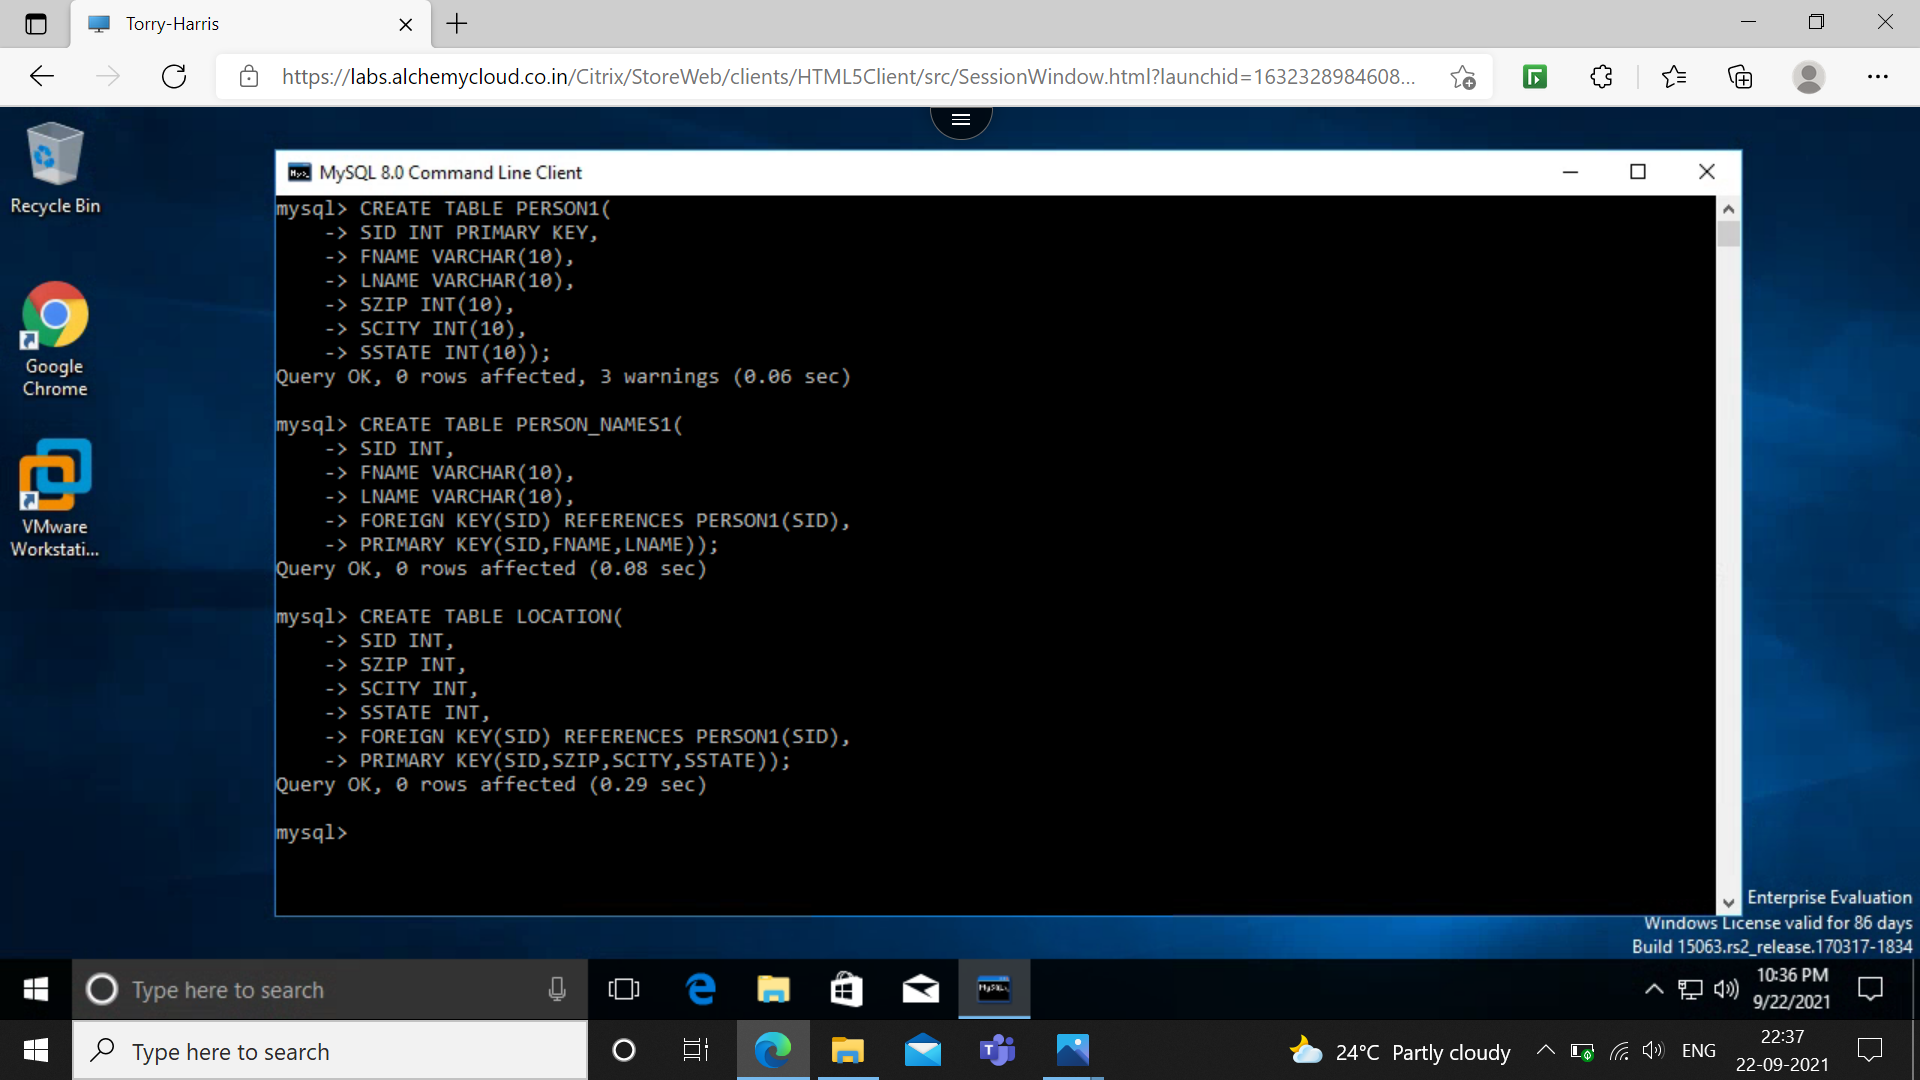 Torry-Harris
https://labs.alchemycloud.co.in/Citrix/StoreWeb/clients/HTML5Client/src/SessionWindow.html?launchid=1632328984608...
Recycle Bin
Google
Chrome
VMware
Workstati...
MySQL 8.0 Command Line Client
mysql> CREATE TABLE PERSON1(
    -> SID INT PRIMARY KEY,
    -> FNAME VARCHAR(10),
    -> LNAME VARCHAR(10),
    -> SZIP INT(10),
    -> SCITY INT(10),
    -> SSTATE INT(10));
Query OK, 0 rows affected, 3 warnings (0.06 sec)
mysql> CREATE TABLE PERSON_NAMES1(
    -> SID INT,
    -> FNAME VARCHAR(10),
    -> LNAME VARCHAR(10),
    -> FOREIGN KEY(SID) REFERENCES PERSON1(SID),
    -> PRIMARY KEY(SID,FNAME,LNAME));
Query OK, 0 rows affected (0.08 sec)
mysql> CREATE TABLE LOCATION(
    -> SID INT,
    -> SZIP INT,
    -> SCITY INT,
    -> SSTATE INT,
    -> FOREIGN KEY(SID) REFERENCES PERSON1(SID),
    -> PRIMARY KEY(SID,SZIP,SCITY,SSTATE));
Query OK, 0 rows affected (0.29 sec)
mysql>
Enterprise Evaluation
Windows License valid for 86 days
Build 15063.rs2_release.170317-1834
Type here to search
10:36 PM
9/22/2021
Type here to search
24°C Partly cloudy
ENG
22:37
22-09-2021